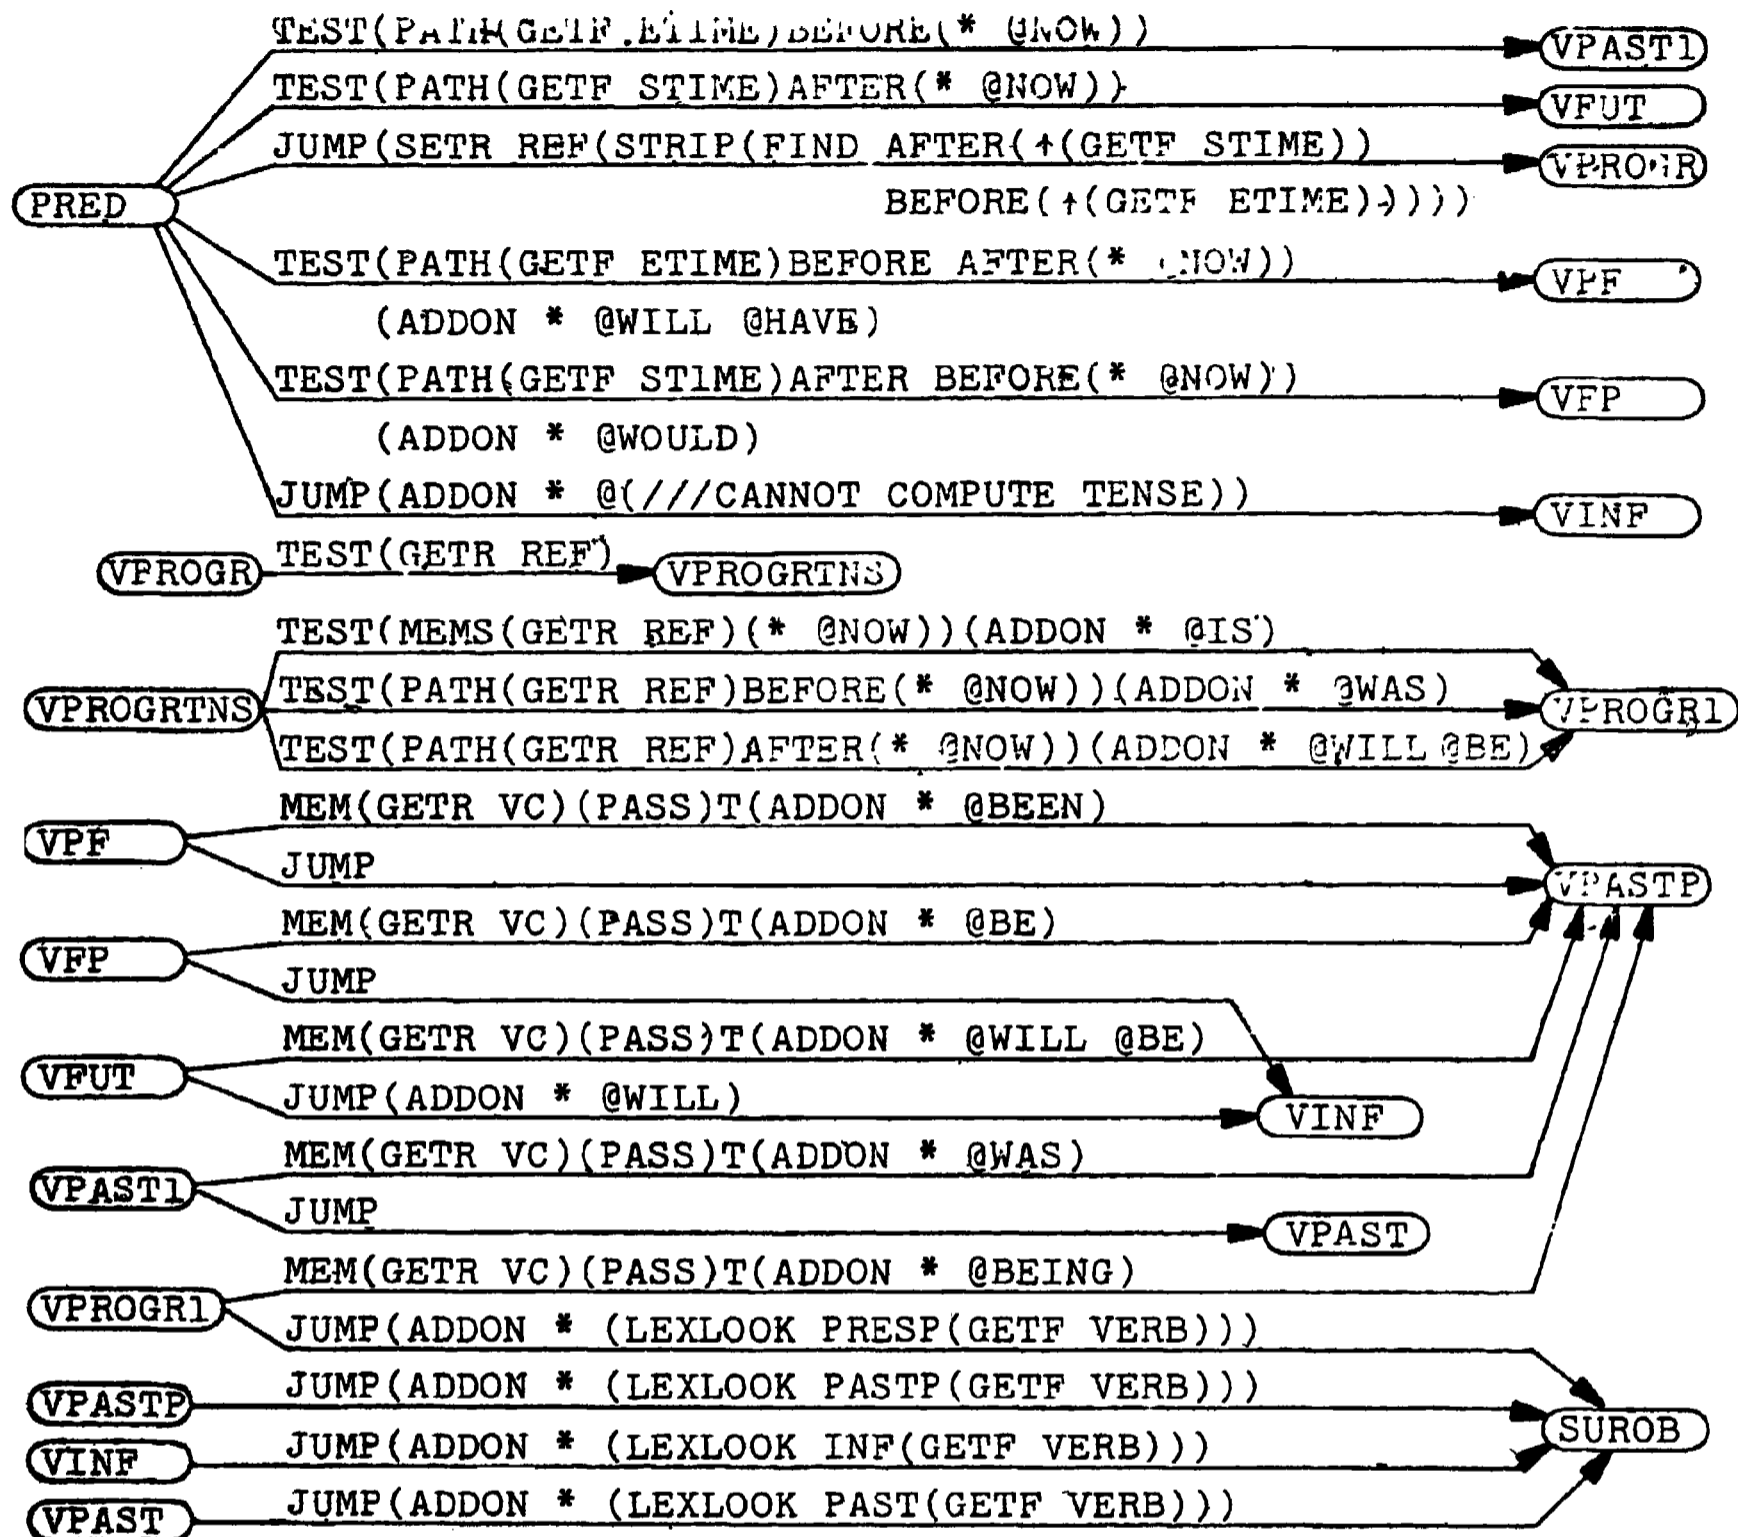 TEST(PATH(GETF ETIME)BEFORE(* @NOW))
VPAST1
TEST(PATH(GETF STIME)AFTER(* @NOW))
VFUT
JUMP(SETR REF(STRIP(FIND AFTER(↑(GETF STIME))
VPROGR
PRED
BEFORE(↑(GETF ETIME)))))
TEST(PATH(GETF ETIME)BEFORE AFTER(* @NOW))
VPF
(ADDON * @WILL @HAVE)
TEST(PATH(GETF STIME)AFTER BEFORE(* @NOW))
VFP
(ADDON * @WOULD)
JUMP(ADDON * @(///CANNOT COMPUTE TENSE))
VINF
VPROGR TEST(GETR REF) VPROGRTNS
TEST(MEMS(GETR REF)(* @NOW))(ADDON * @IS)
VPROGRTNS TEST(PATH(GETR REF)BEFORE(* @NOW))(ADDON * @WAS) VPROGR1
TEST(PATH(GETR REF)AFTER(* @NOW))(ADDON * @WILL @BE)
MEM(GETR VC)(PASS)T(ADDON * @BEEN)
VPF
JUMP
VPASTP
MEM(GETR VC)(PASS)T(ADDON * @BE)
VFP
JUMP
MEM(GETR VC)(PASS)T(ADDON * @WILL @BE)
VFUT
JUMP(ADDON * @WILL)
VINF
MEM(GETR VC)(PASS)T(ADDON * @WAS)
VPAST1
JUMP
VPAST
MEM(GETR VC)(PASS)T(ADDON * @BEING)
VPROGR1
JUMP(ADDON * (LEXLOOK PRESP(GETF VERB)))
VPASTP JUMP(ADDON * (LEXLOOK PASTP(GETF VERB)))
SUROB
VINF JUMP(ADDON * (LEXLOOK INF(GETF VERB)))
VPAST JUMP(ADDON * (LEXLOOK PAST(GETF VERB)))